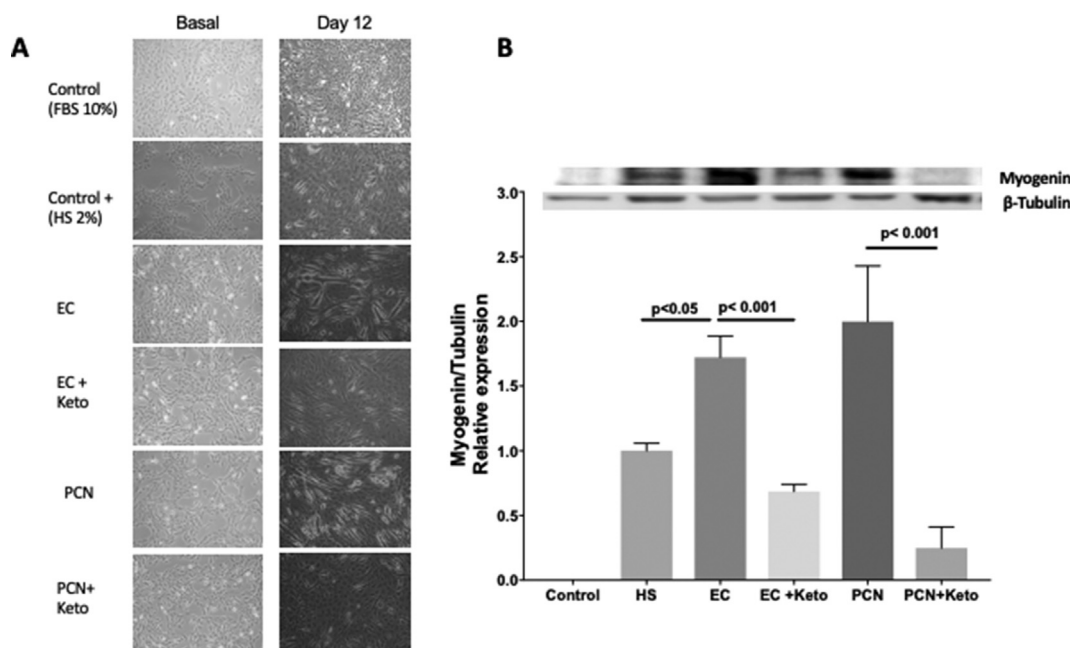 A
Basal
Day 12
Control
(FBS 10%)
Control +
(HS 2%)
EC
EC +
Keto
PCN
PCN+
Keto
B
Myogenin
β-Tubulin
p< 0.001
p<0.05
p< 0.001
Myogenin/Tubulin
Relative expression
3.0
2.5
2.0
1.5
1.0
0.5
0.0
Control
HS
EC
EC +Keto
PCN
PCN+Keto